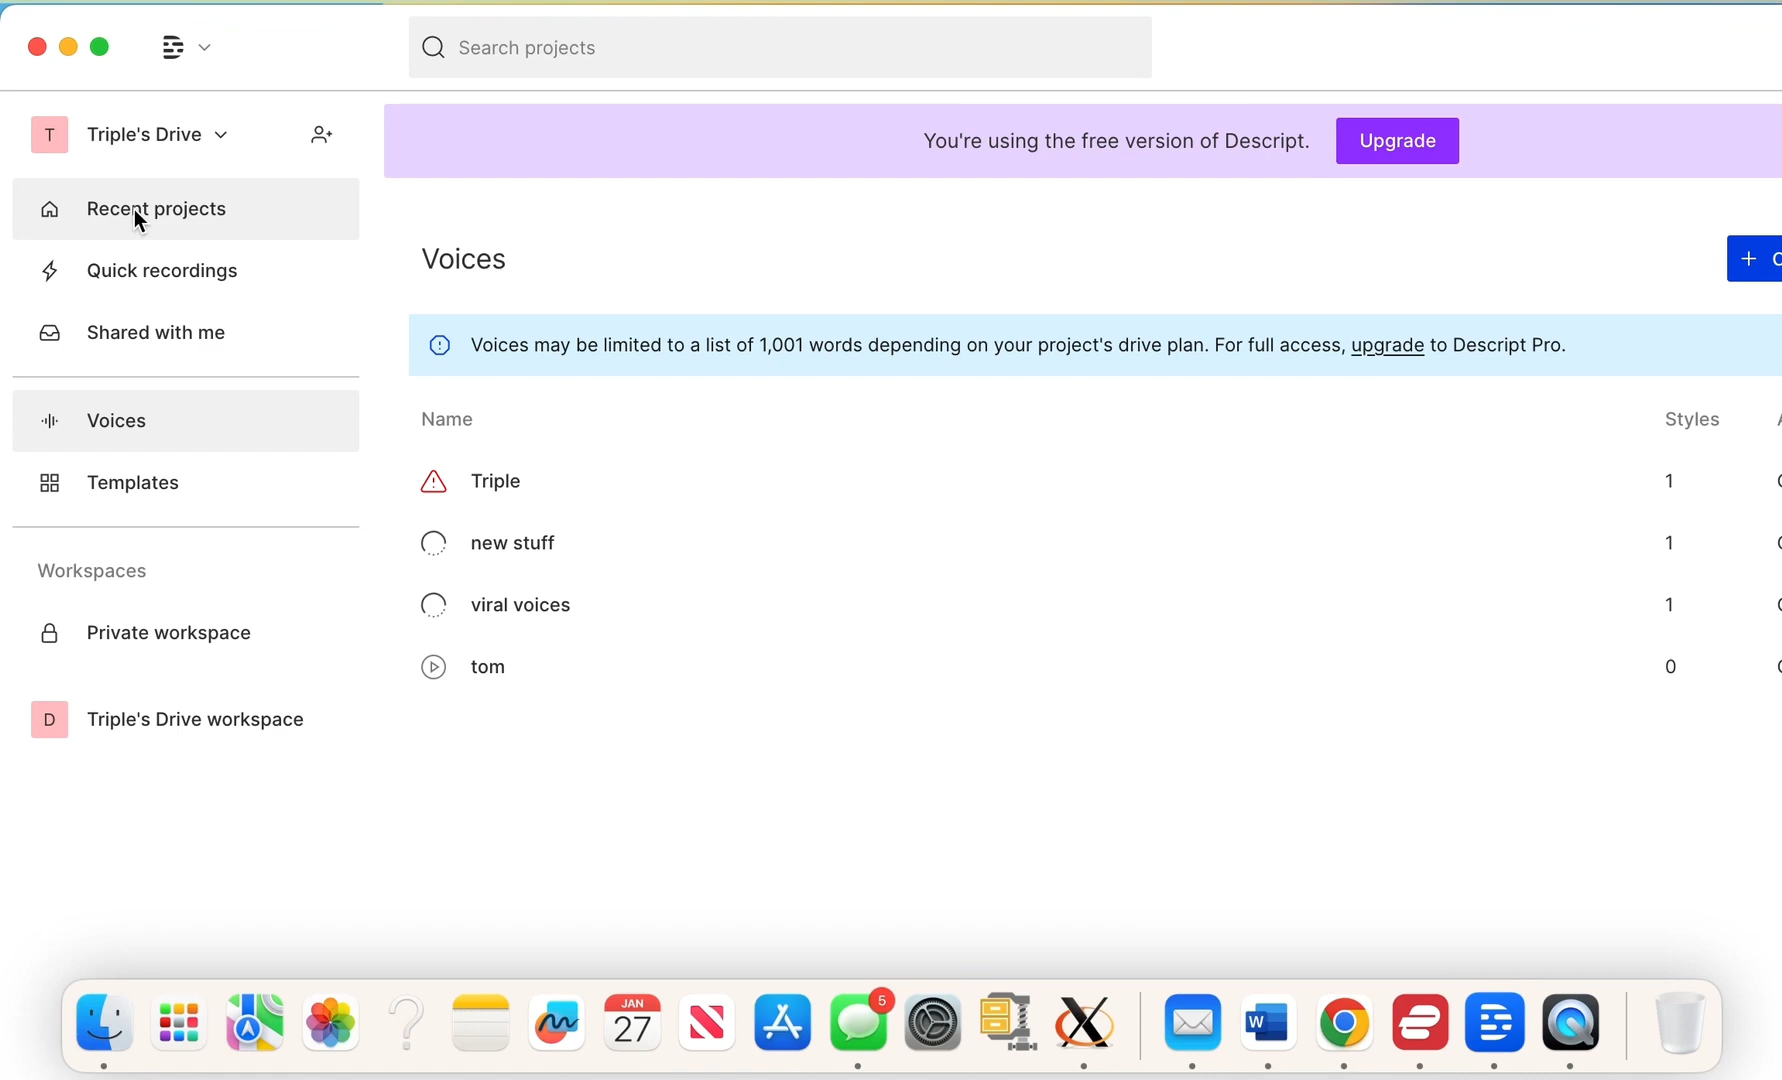 Search projects
T Triple's Drive
You're using the free version of Descript. Upgrade
Recent projects
Quick recordings
Shared with me
Voices
Templates
Workspaces
Private workspace
D Triple's Drive workspace
Voices
+
Voices may be limited to a list of 1,001 words depending on your project's drive plan. For full access, upgrade to Descript Pro.
Name Styles
Triple 1
new stuff 1
viral voices 1
tom 0
JAN
27
5
W